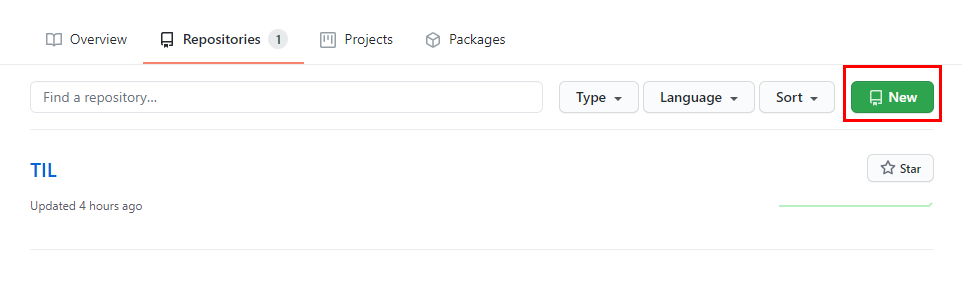 Overview Repositories 1 Projects Packages
Find a repository... Type Language Sort New
TIL Star
Updated 4 hours ago